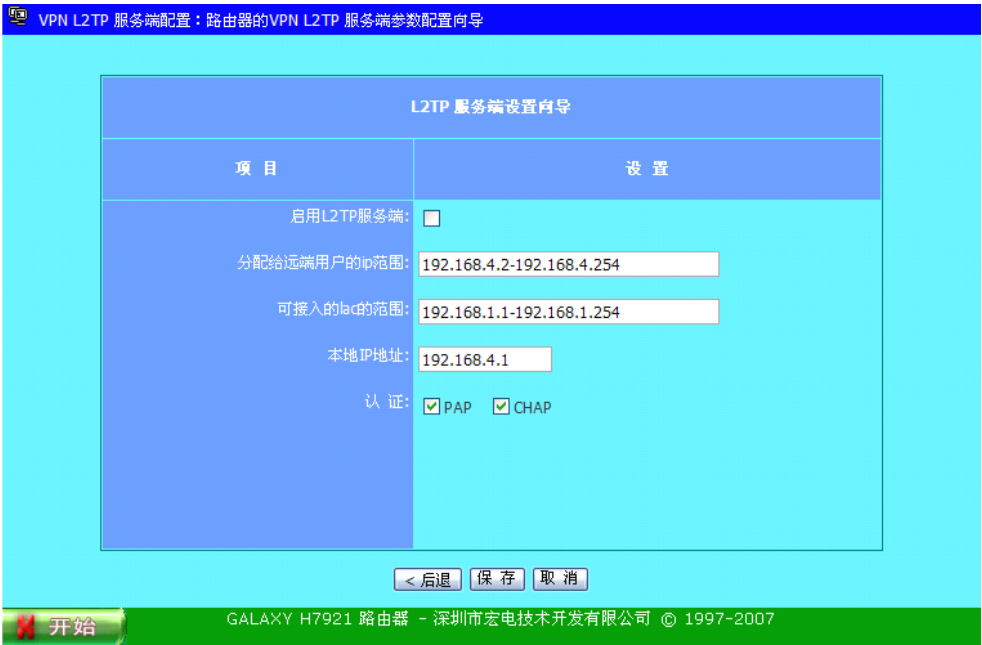 VPN L2TP 服务端配置：路由器的VPN L2TP 服务端参数配置向导
L2TP 服务端设置向导
项 目 设 置
启用L2TP服务端:
分配给远端用户的ip范围: 192.168.4.2-192.168.4.254
可接入的lac的范围: 192.168.1.1-192.168.1.254
本地IP地址: 192.168.4.1
认 证: PAP CHAP
< 后退 保 存 取 消
开始 GALAXY H7921 路由器 - 深圳市宏电技术开发有限公司 © 1997-2007